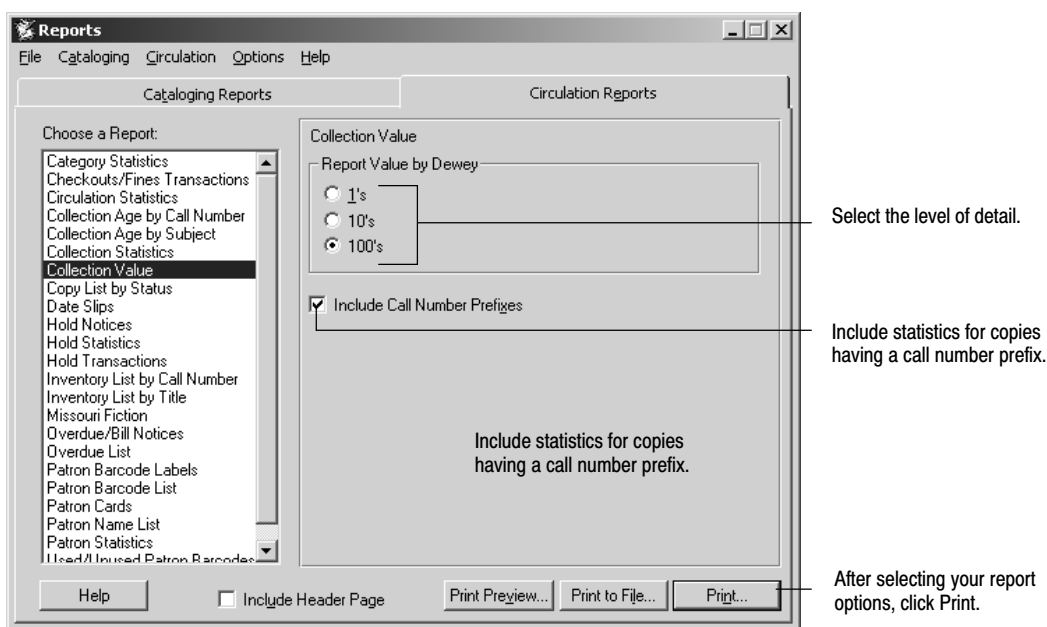 Reports
File Cataloging Circulation Options Help
Cataloging Reports
Circulation Reports
Choose a Report:
Category Statistics
Checkouts/Fines Transactions
Circulation Statistics
Collection Age by Call Number
Collection Age by Subject
Collection Statistics
Collection Value
Copy List by Status
Date Slips
Hold Notices
Hold Statistics
Hold Transactions
Inventory List by Call Number
Inventory List by Title
Missouri Fiction
Overdue/Bill Notices
Overdue List
Patron Barcode Labels
Patron Barcode List
Patron Cards
Patron Name List
Patron Statistics
Used/Unused Patron Barcodes
Collection Value
Report Value by Dewey
1's
10's
100's
Select the level of detail.
Include Call Number Prefixes
Include statistics for copies
having a call number prefix.
Include statistics for copies
having a call number prefix.
Help
Include Header Page
Print Preview...
Print to File...
Print...
After selecting your report
options, click Print.